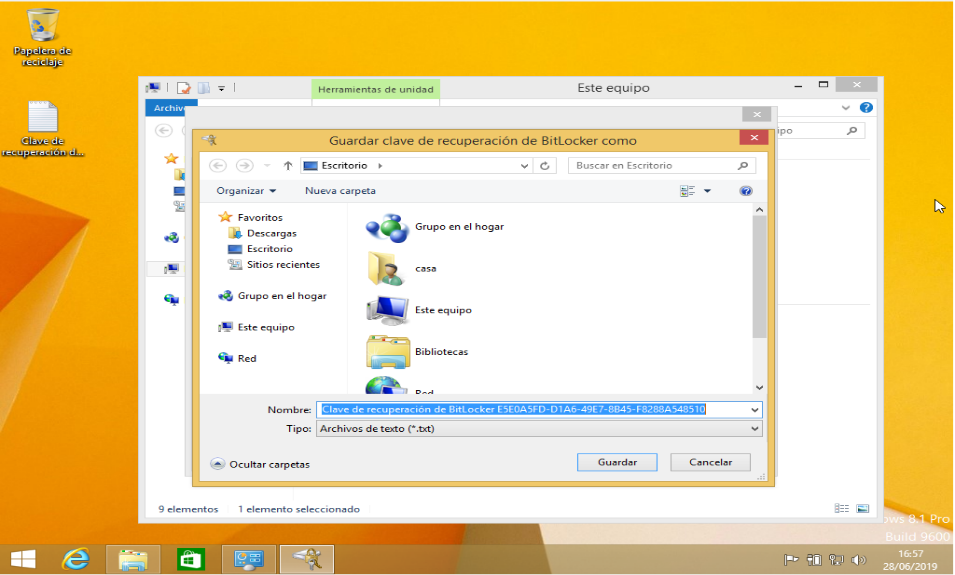 Papelera de
reciclaje
Clave de
recuperación d...
Herramientas de unidad
Este equipo
Archiv
ipo
Guardar clave de recuperación de BitLocker como
Escritorio
Buscar en Escritorio
Organizar
Nueva carpeta
Favoritos
Descargas
Escritorio
Sitios recientes
Grupo en el hogar
Este equipo
Red
Grupo en el hogar
casa
Este equipo
Bibliotecas
Red
Nombre: Clave de recuperación de BitLocker E5E0A5FD-D1A6-49E7-8B45-F8288A548510
Tipo: Archivos de texto (*.txt)
Ocultar carpetas
Guardar
Cancelar
9 elementos
1 elemento seleccionado
ows 8.1 Pro
Build 9600
16:57
28/06/2019